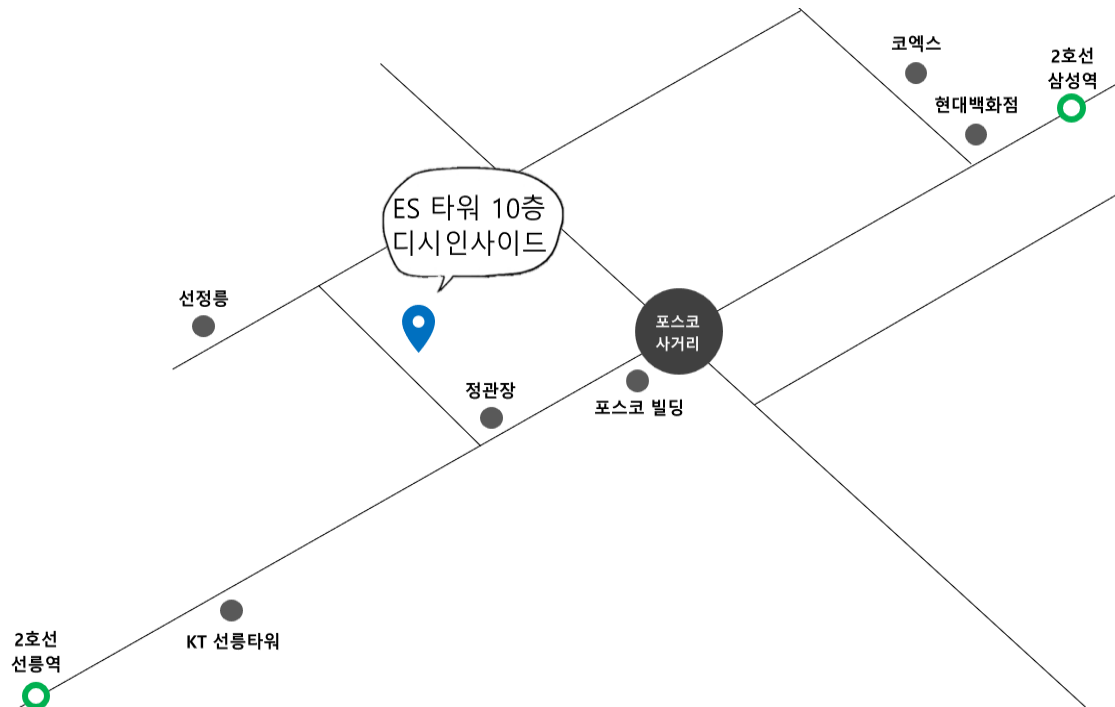 코엑스
2호선
삼성역
현대백화점
ES 타워 10층
디시인사이드
선정릉
포스코
사거리
정관장
포스코 빌딩
KT 선릉타워
2호선
선릉역